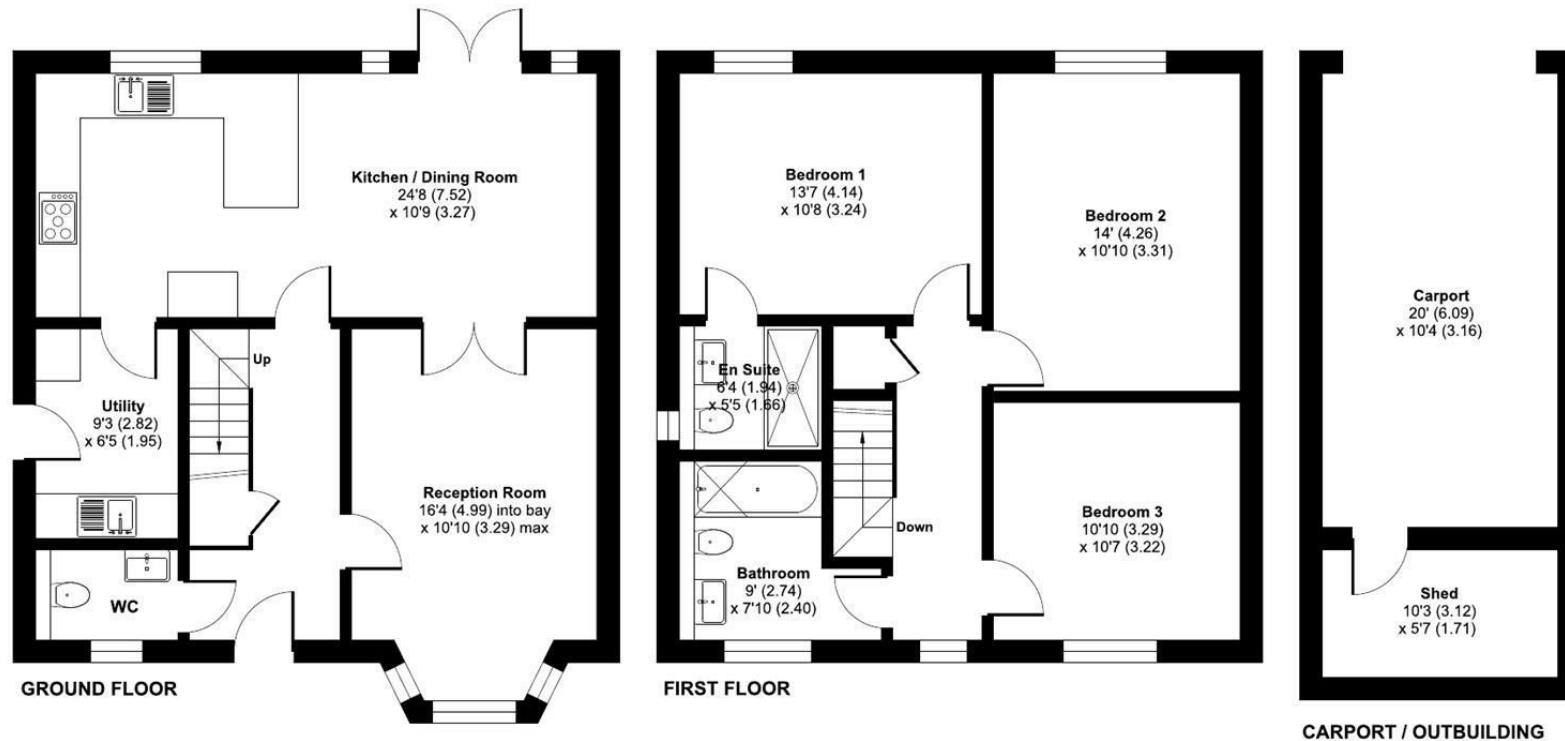 Kitchen / Dining Room
24'8 (7.52)
x 10'9 (3.27)
Up
Utility
9'3 (2.82)
x 6'5 (1.95)
Reception Room
16'4 (4.99) into bay
x 10'10 (3.29) max
WC
GROUND FLOOR
Bedroom 1
13'7 (4.14)
x 10'8 (3.24)
Bedroom 2
14' (4.26)
x 10'10 (3.31)
En Suite
6'4 (1.94)
x 5'5 (1.66)
Down
Bedroom 3
10'10 (3.29)
x 10'7 (3.22)
Bathroom
9' (2.74)
x 7'10 (2.40)
FIRST FLOOR
Carport
20' (6.09)
x 10'4 (3.16)
Shed
10'3 (3.12)
x 5'7 (1.71)
CARPORT / OUTBUILDING